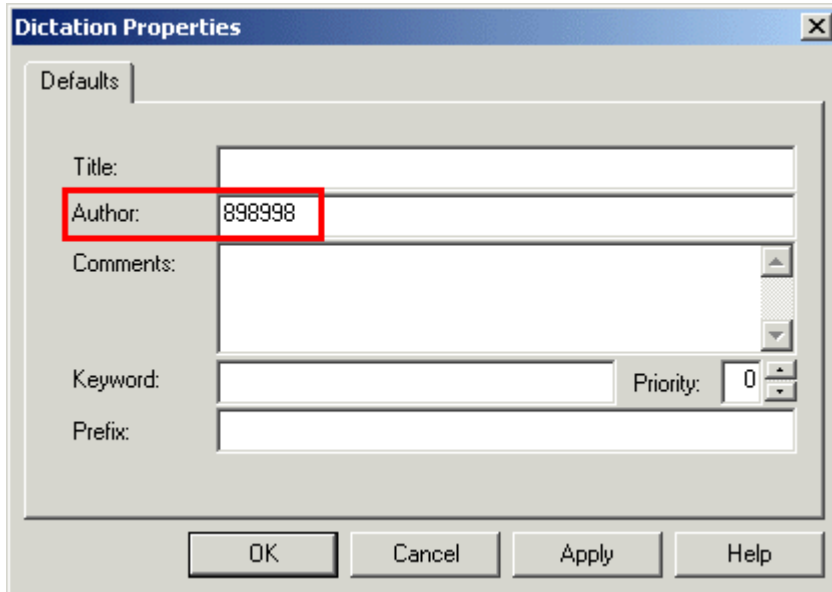 Dictation Properties
Defaults
Title:
Author: 898998
Comments:
Keyword: Priority: 0
Prefix:
OK Cancel Apply Help